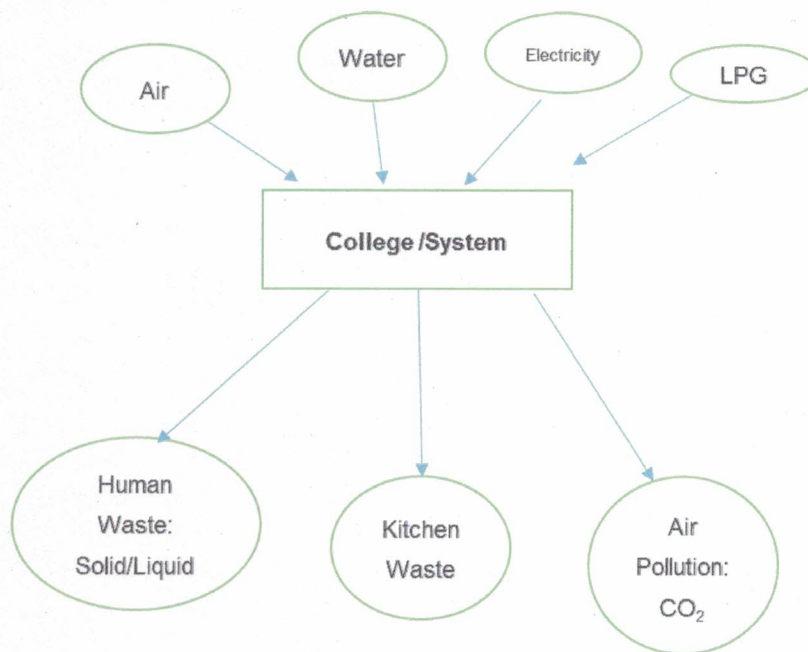 Air
Water
Electricity
LPG
College /System
Human
Waste:
Solid/Liquid
Kitchen
Waste
Air
Pollution:
CO₂